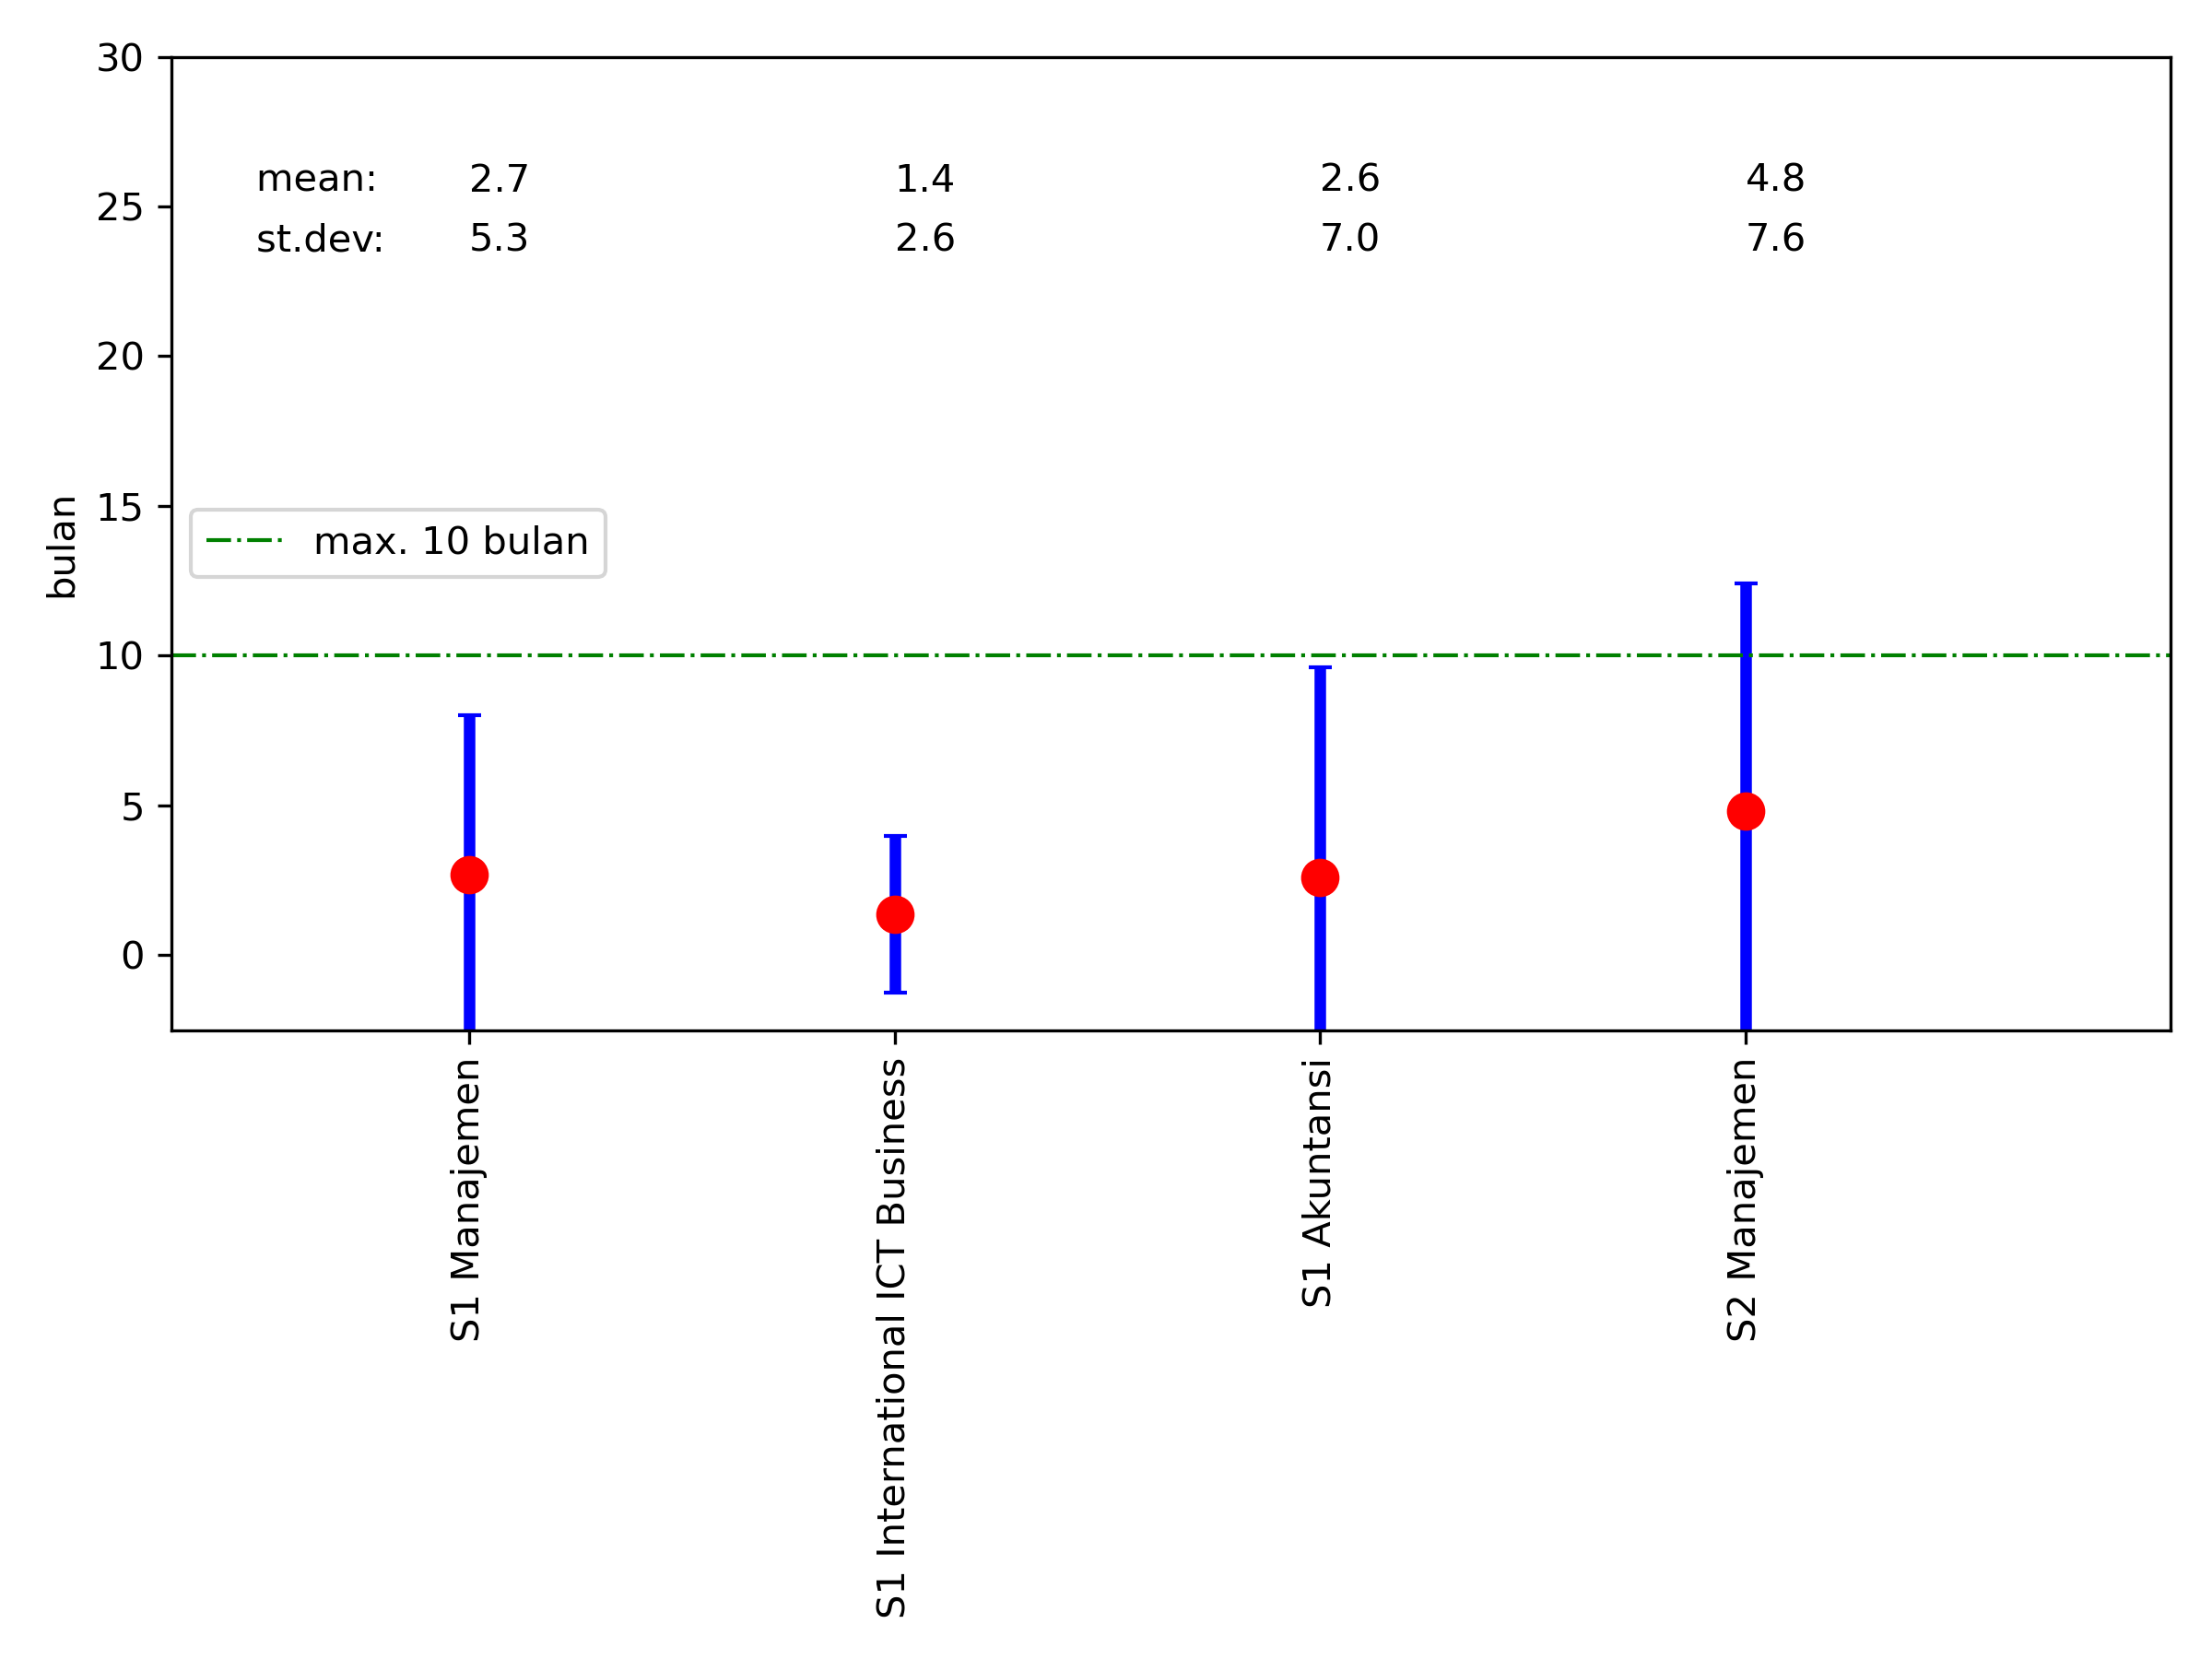 30
mean: 2.7 1.4 2.6 4.8
25
st.dev: 5.3 2.6 7.0 7.6
20
15
max. 10 bulan
bulan
10
5
0
S1 Manajemen
S1 International ICT Business
S1 Akuntansi
S2 Manajemen